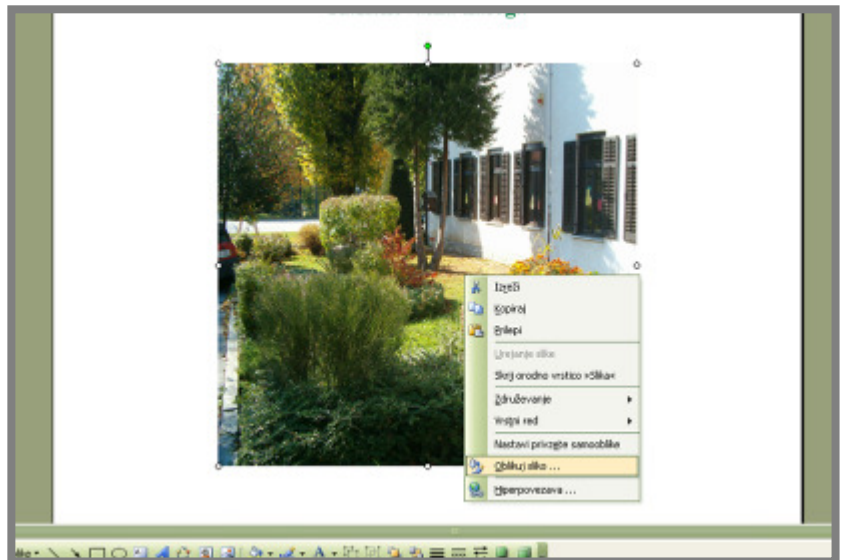 Izreži
Kopiraj
Prilepi
Urejanje slike
Skrij orodno vrstico »Slika«
Združevanje
Vrstni red
Nastavi privzete samooblike
Oblikuj sliko ...
Hiperpovezava ...